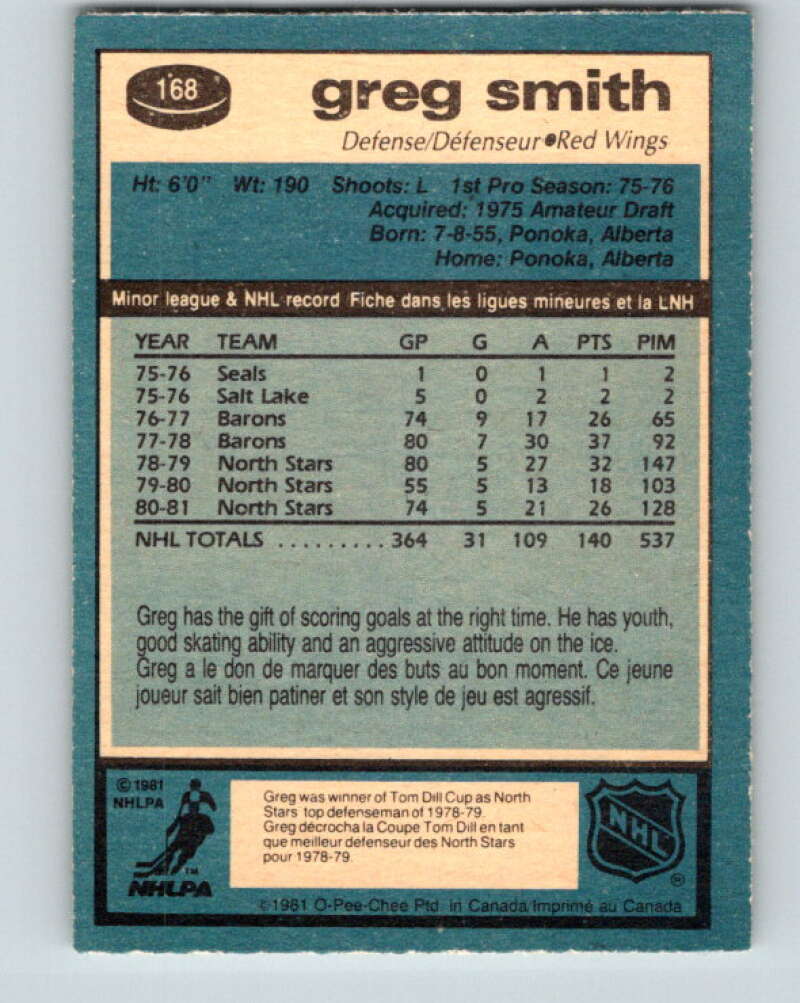 168
greg smith
Defense/Défenseur●Red Wings
Ht: 6'0" Wt: 190 Shoots: L 1st Pro Season: 75-76
Acquired: 1975 Amateur Draft
Born: 7-8-55, Ponoka, Alberta
Home: Ponoka, Alberta
Minor league & NHL record Fiche dans les ligues mineures et la LNH
YEAR TEAM GP G A PTS PIM
75-76 Seals 1 0 1 1 2
75-76 Salt Lake 5 0 2 2 2
76-77 Barons 74 9 17 26 65
77-78 Barons 80 7 30 37 92
78-79 North Stars 80 5 27 32 147
79-80 North Stars 55 5 13 18 103
80-81 North Stars 74 5 21 26 128
NHL TOTALS .......... 364 31 109 140 537
Greg has the gift of scoring goals at the right time. He has youth,
good skating ability and an aggressive attitude on the ice.
Greg a le don de marquer des buts au bon moment. Ce jeune
joueur sait bien patiner et son style de jeu est agressif.
© 1981
NHLPA
TM
NHLPA
Greg was winner of Tom Dill Cup as North
Stars top defenseman of 1978-79.
Greg décrocha la Coupe Tom Dill en tant
que meilleur defenseur des North Stars
pour 1978-79.
NHL
®
©1981 O-Pee-Chee Ptd in Canada/Imprimé au Canada